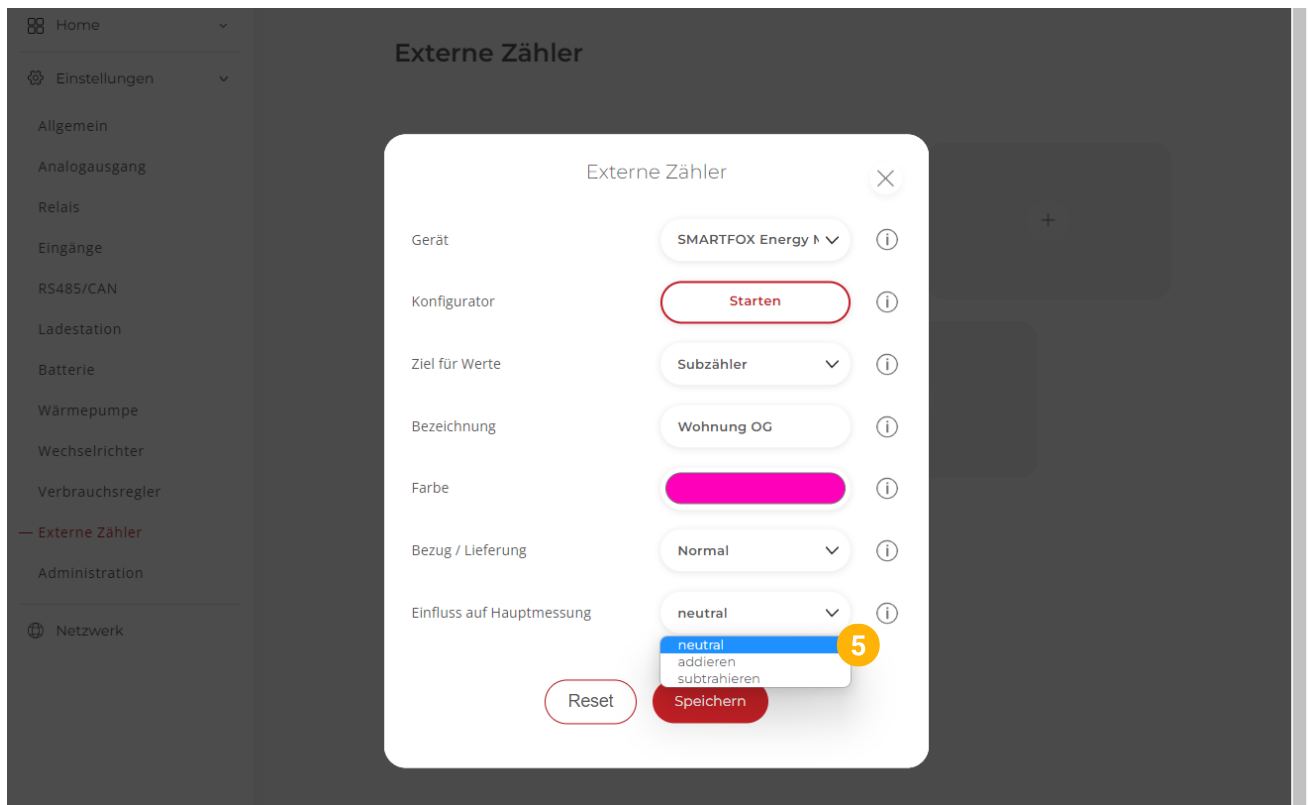 Home
Einstellungen
Allgemein
Analogausgang
Relais
Eingänge
RS485/CAN
Ladestation
Batterie
Wärmepumpe
Wechselrichter
Verbrauchsregler
Externe Zähler
Administration
Netzwerk
Externe Zähler
Externe Zähler
Gerät
SMARTFOX Energy
Konfigurator
Starten
Ziel für Werte
Subzähler
Bezeichnung
Wohnung OG
Farbe
Bezug / Lieferung
Normal
Einfluss auf Hauptmessung
neutral
neutral
5
addieren
subtrahieren
Reset
Speichern